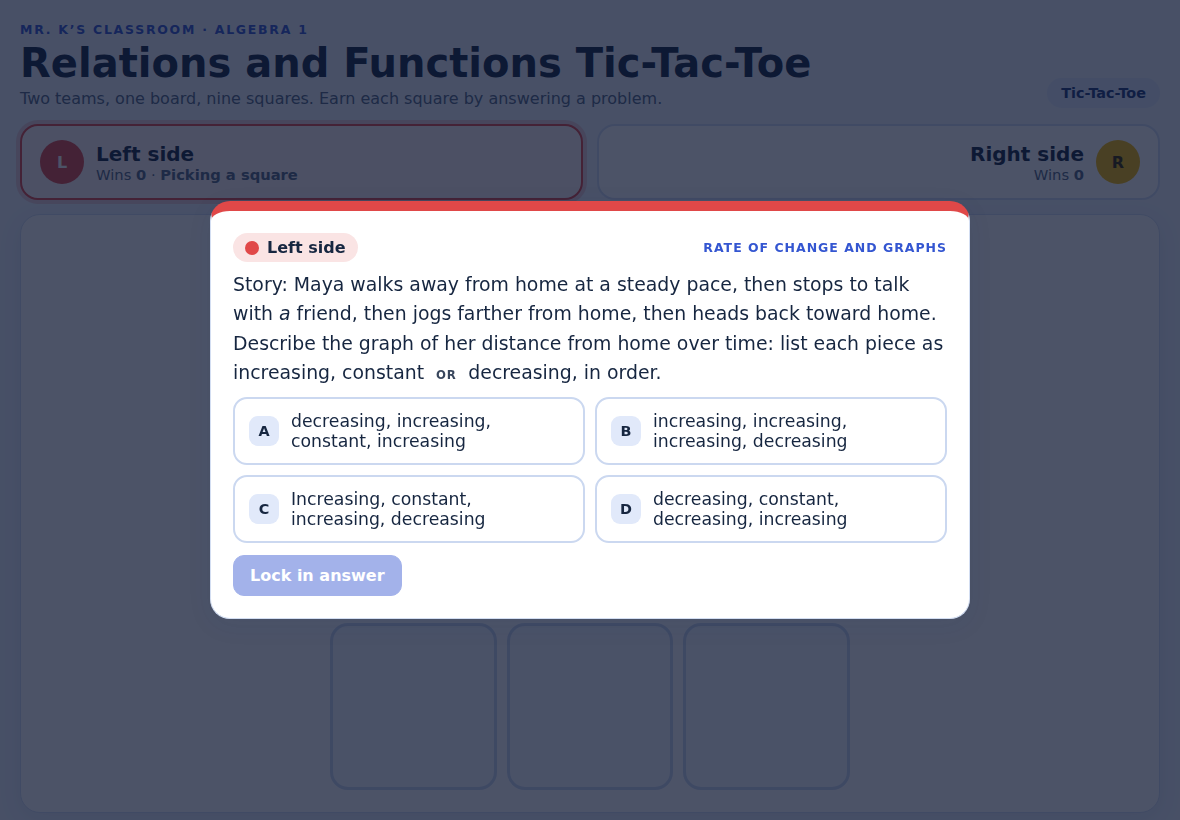 MR. K’S CLASSROOM · ALGEBRA 1
Relations and Functions Tic-Tac-Toe
Two teams, one board, nine squares. Earn each square by answering a problem.
Tic-Tac-Toe
L
Left side
Wins 0 · Picking a square
Right side
Wins 0
R
Left side
RATE OF CHANGE AND GRAPHS
Story: Maya walks away from home at a steady pace, then stops to talk
with a friend, then jogs farther from home, then heads back toward home.
Describe the graph of her distance from home over time: list each piece as
increasing, constant OR decreasing, in order.
A
decreasing, increasing,
constant, increasing
B
increasing, increasing,
increasing, decreasing
C
Increasing, constant,
increasing, decreasing
D
decreasing, constant,
decreasing, increasing
Lock in answer